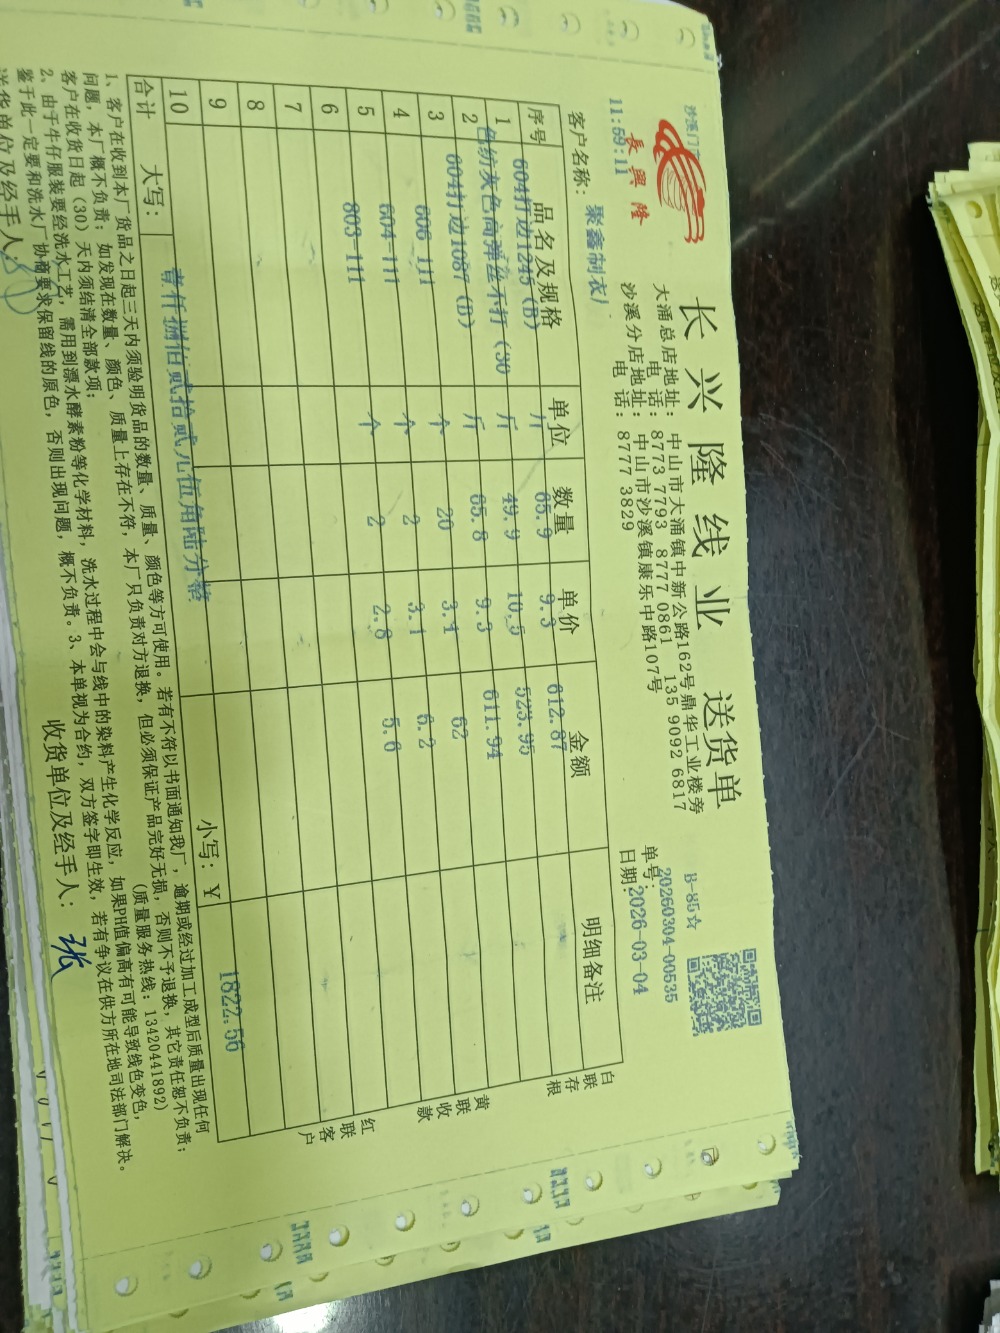 沙溪门
B-85☆
長興隆
11:59:11
长兴隆线业 送货单
大涌总店地址:中山市大涌镇中新公路162号鼎华工业楼旁
电话:8773 7793 8777 0861 135 9092 6817
沙溪分店地址:中山市沙溪镇康乐中路107号
电话:8777 3829
单号:20260304-00535
日期:2026-03-04
客户名称:聚鑫制衣厂
序号 品名及规格 单位 数量 单价 金额 明细备注
1 604打边1245 (B) 斤 65.9 9.3 612.87
2 色纺灰色高弹丝不打 (30 斤 49.9 10.5 523.95
3 604打边1087 (B) 斤 65.8 9.3 611.94
4 606-111 个 20 3.1 62
5 604-111 个 2 3.1 6.2
6 803-111 个 2 2.8 5.6
7
8
9
10
合计 大写:壹仟捌佰贰拾贰元伍角陆分整 小写:¥ 1822.56
白联存根
黄联收款
红联客户
1、客户在收到本厂货品之日起三天内须验明货品的数量、质量、颜色等方可使用。若有不符以书面通知我厂,逾期或经过加工成型后质量出现任何
问题,本厂概不负责;如发现在数量、颜色、质量上存在不符,本厂只负责对方退换,但必须保证产品完好无损,否则不予退换,其它责任恕不负责;
客户在收货日起(30)天内须结清全部款项; (质量服务热线:13420441892)
2、由于牛仔服装要经洗水工艺,需用到漂水酵素粉等化学材料,洗水过程中会与线中的染料产生化学反应,如果PH值偏高有可能导致线色变色,
鉴于此一定要和洗水厂协商要求保留线的原色,否则出现问题,概不负责。3、本单视为合约,双方签字即生效,若有争议在供方所在地司法部门解决。
送货单位及经手人: 收货单位及经手人:张